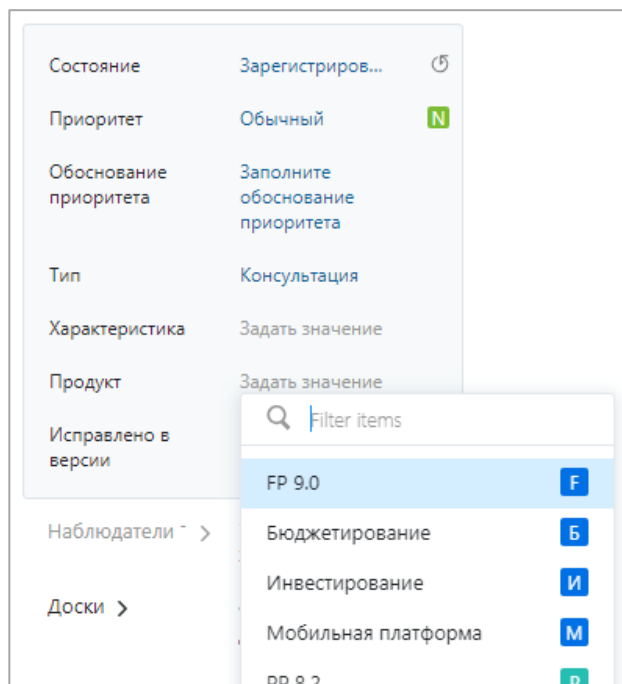 Состояние Зарегистриров...
Приоритет Обычный N
Обоснование Заполните
приоритета обоснование
приоритета
Тип Консультация
Характеристика Задать значение
Продукт Задать значение
Filter items
Исправлено в
версии
FP 9.0 F
Наблюдатели
Бюджетирование Б
Инвестирование И
Доски
Мобильная платформа М